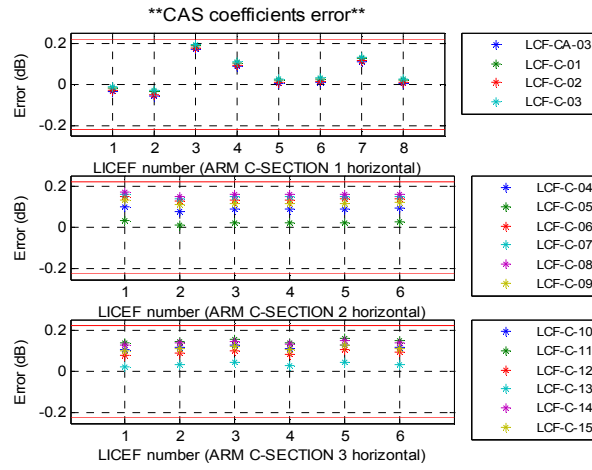 **CAS coefficients error**
Error (dB)
0.2
0
-0.2
1 2 3 4 5 6 7 8
LICEF number (ARM C-SECTION 1 horizontal)
LCF-CA-03
LCF-C-01
LCF-C-02
LCF-C-03
Error (dB)
0.2
0
-0.2
1 2 3 4 5 6
LICEF number (ARM C-SECTION 2 horizontal)
LCF-C-04
LCF-C-05
LCF-C-06
LCF-C-07
LCF-C-08
LCF-C-09
Error (dB)
0.2
0
-0.2
1 2 3 4 5 6
LICEF number (ARM C-SECTION 3 horizontal)
LCF-C-10
LCF-C-11
LCF-C-12
LCF-C-13
LCF-C-14
LCF-C-15